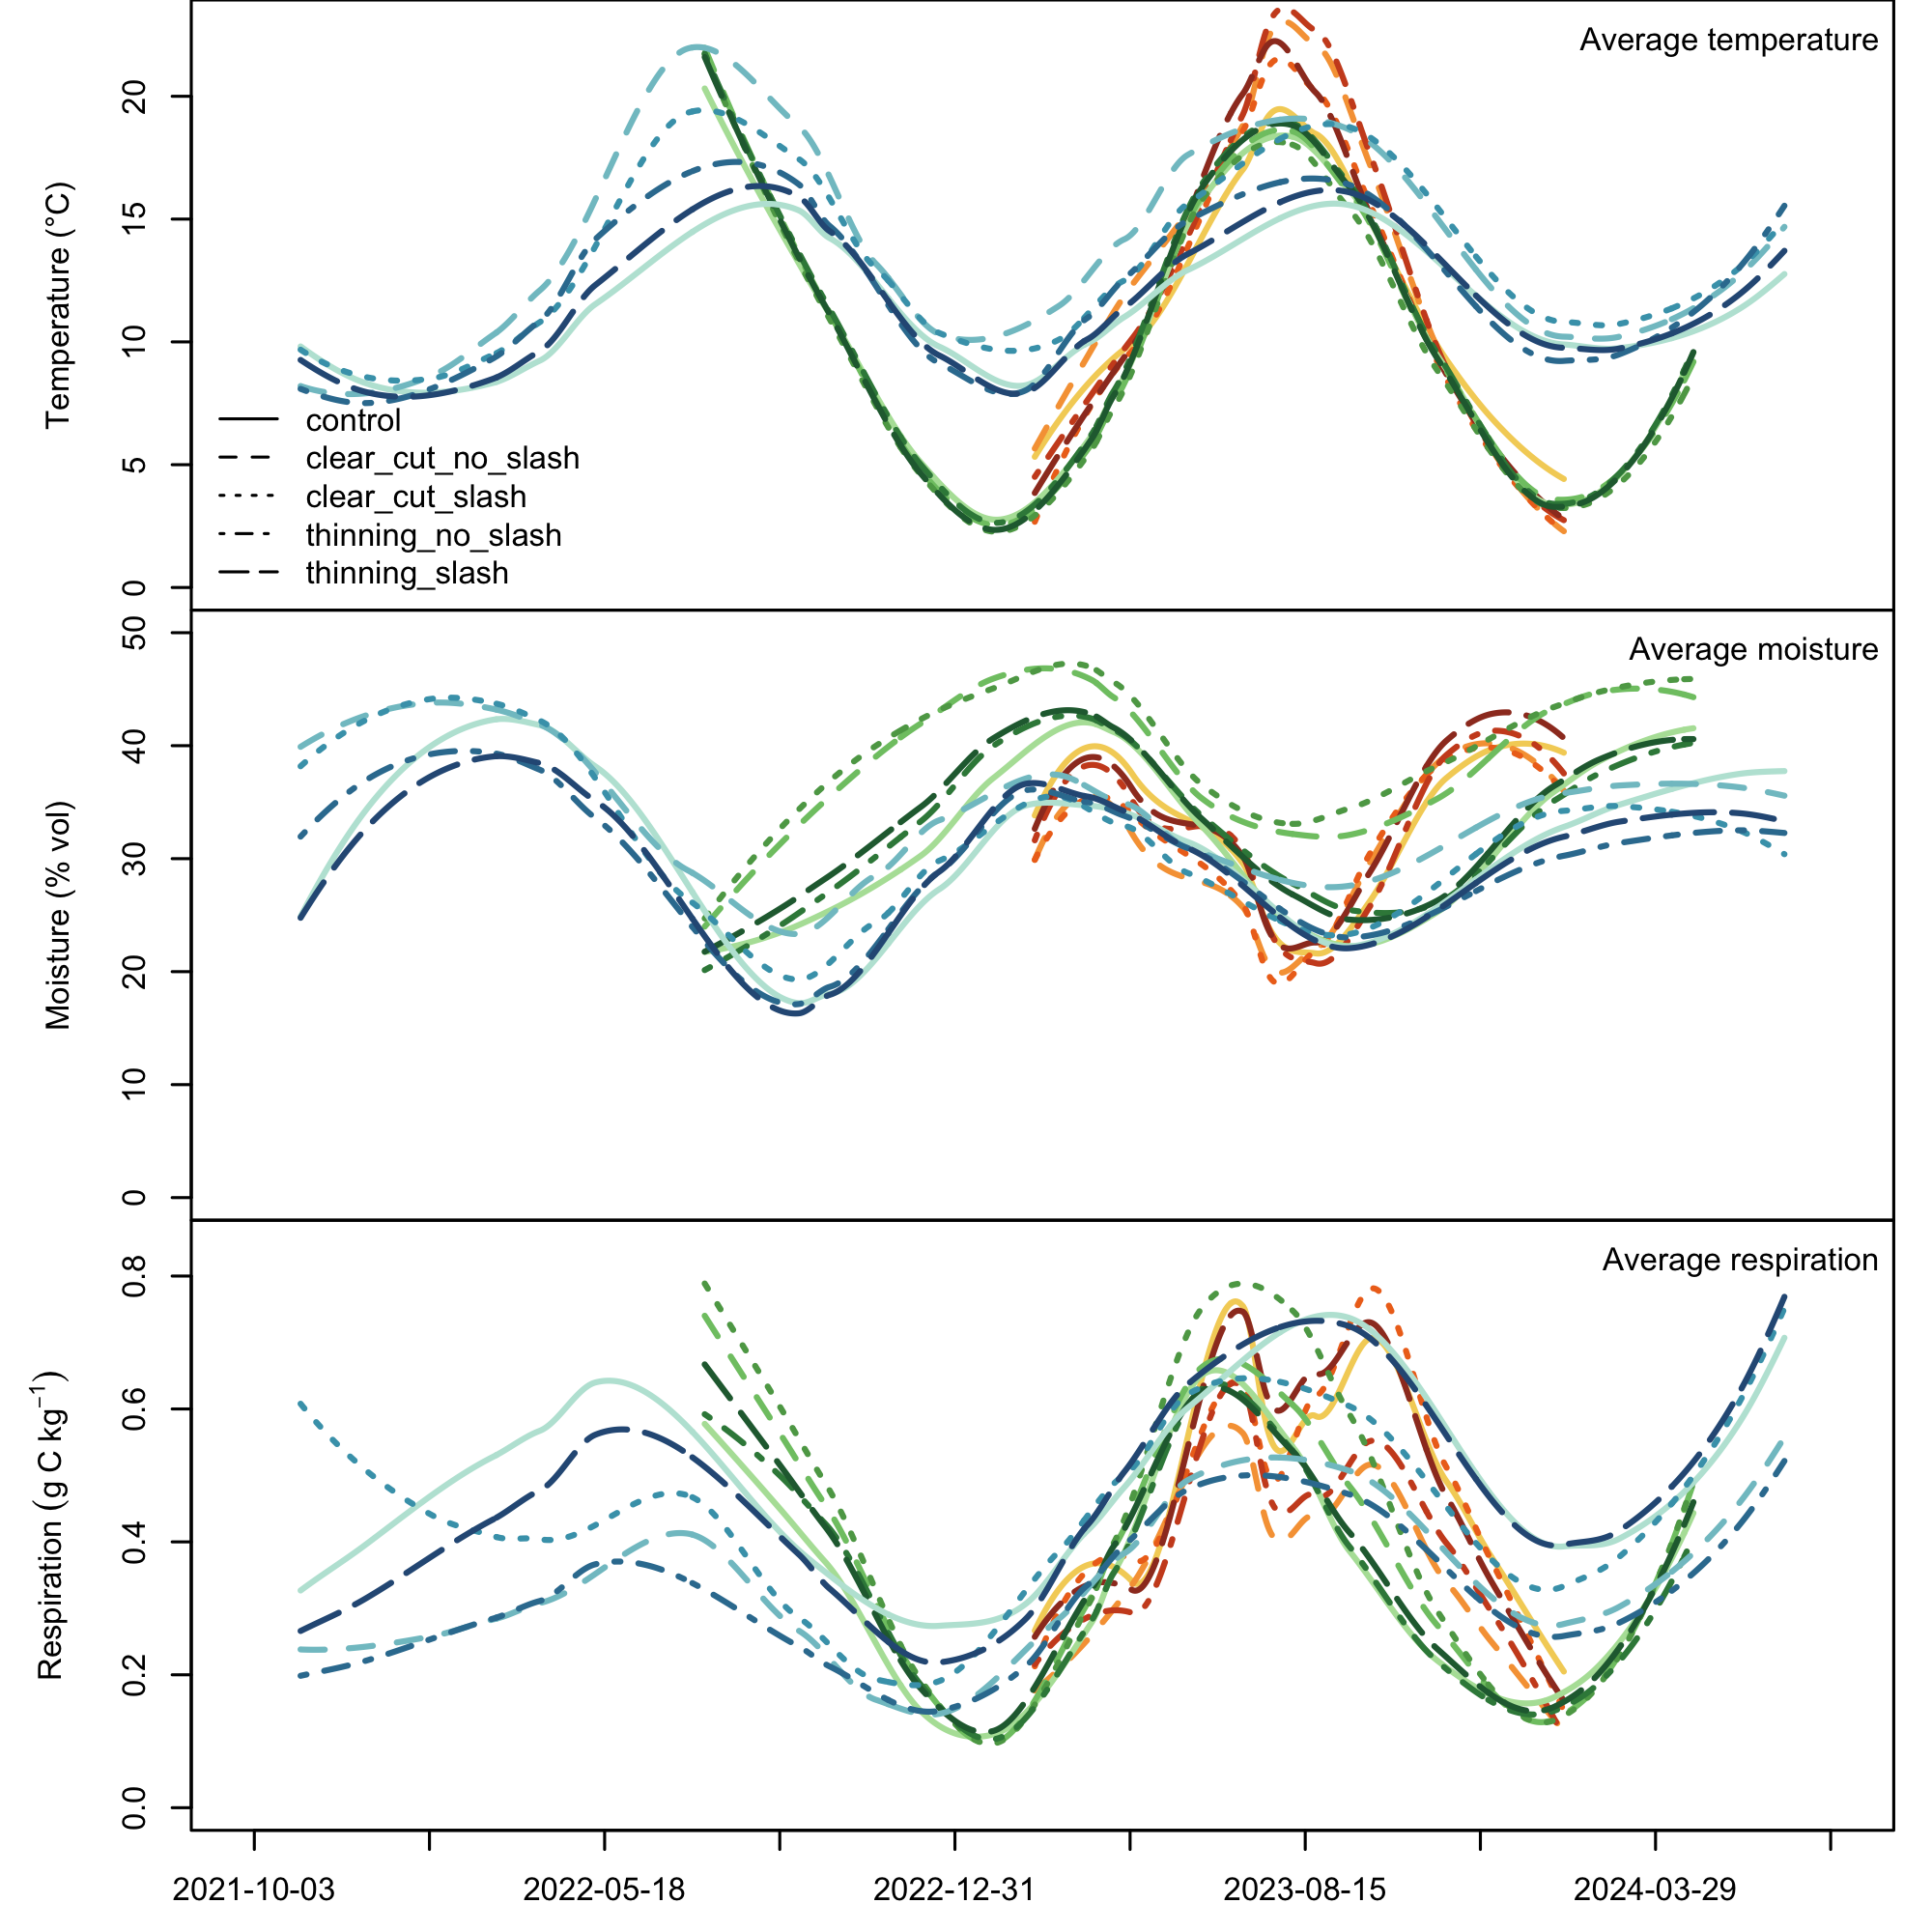 Average temperature
Temperature (°C)
20
15
10
5
0
control
clear_cut_no_slash
clear_cut_slash
thinning_no_slash
thinning_slash
Average moisture
Moisture (% vol)
50
40
30
20
10
0
Average respiration
Respiration (g C kg⁻¹)
0.8
0.6
0.4
0.2
0.0
2021-10-03 2022-05-18 2022-12-31 2023-08-15 2024-03-29